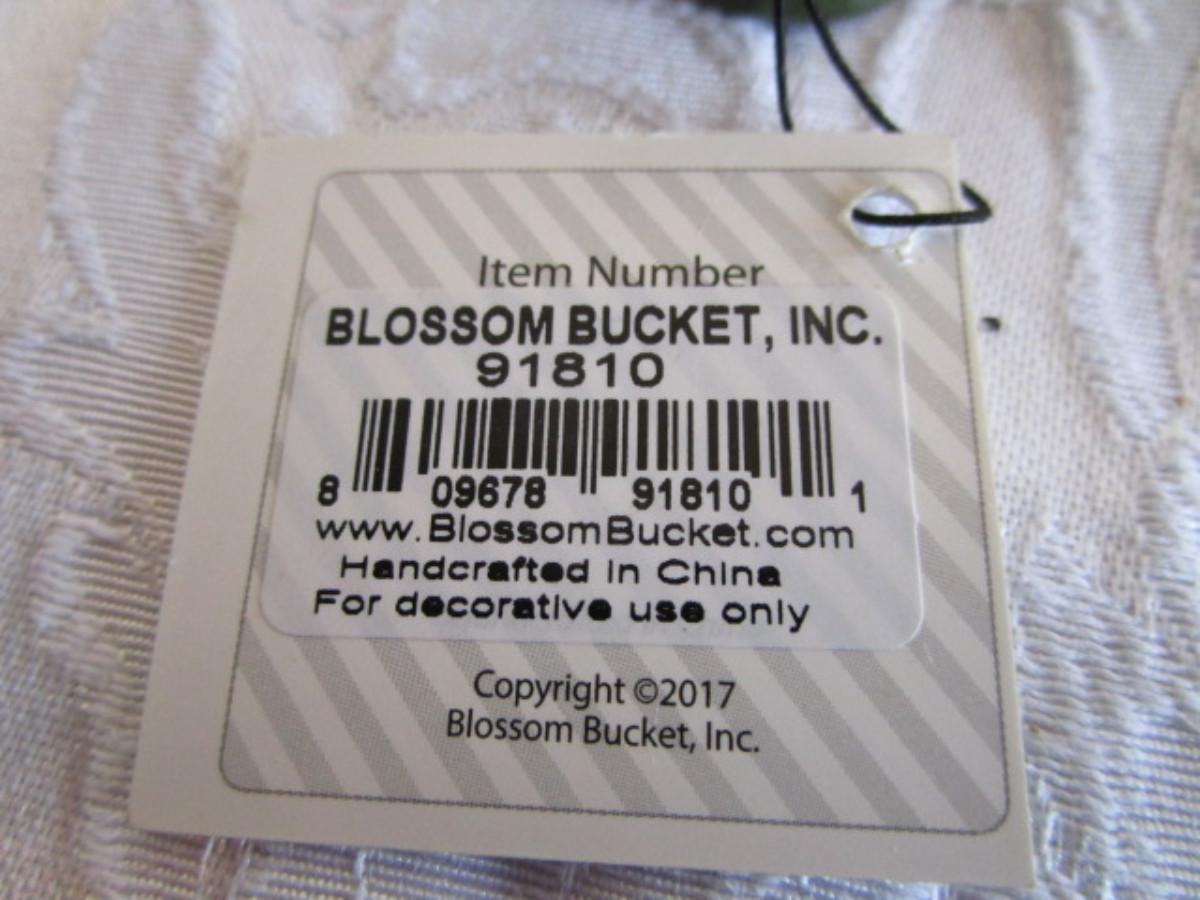 Item Number
BLOSSOM BUCKET, INC.
91810
8 09678 91810 1
www.BlossomBucket.com
Handcrafted in China
For decorative use only
Copyright ©2017
Blossom Bucket, Inc.